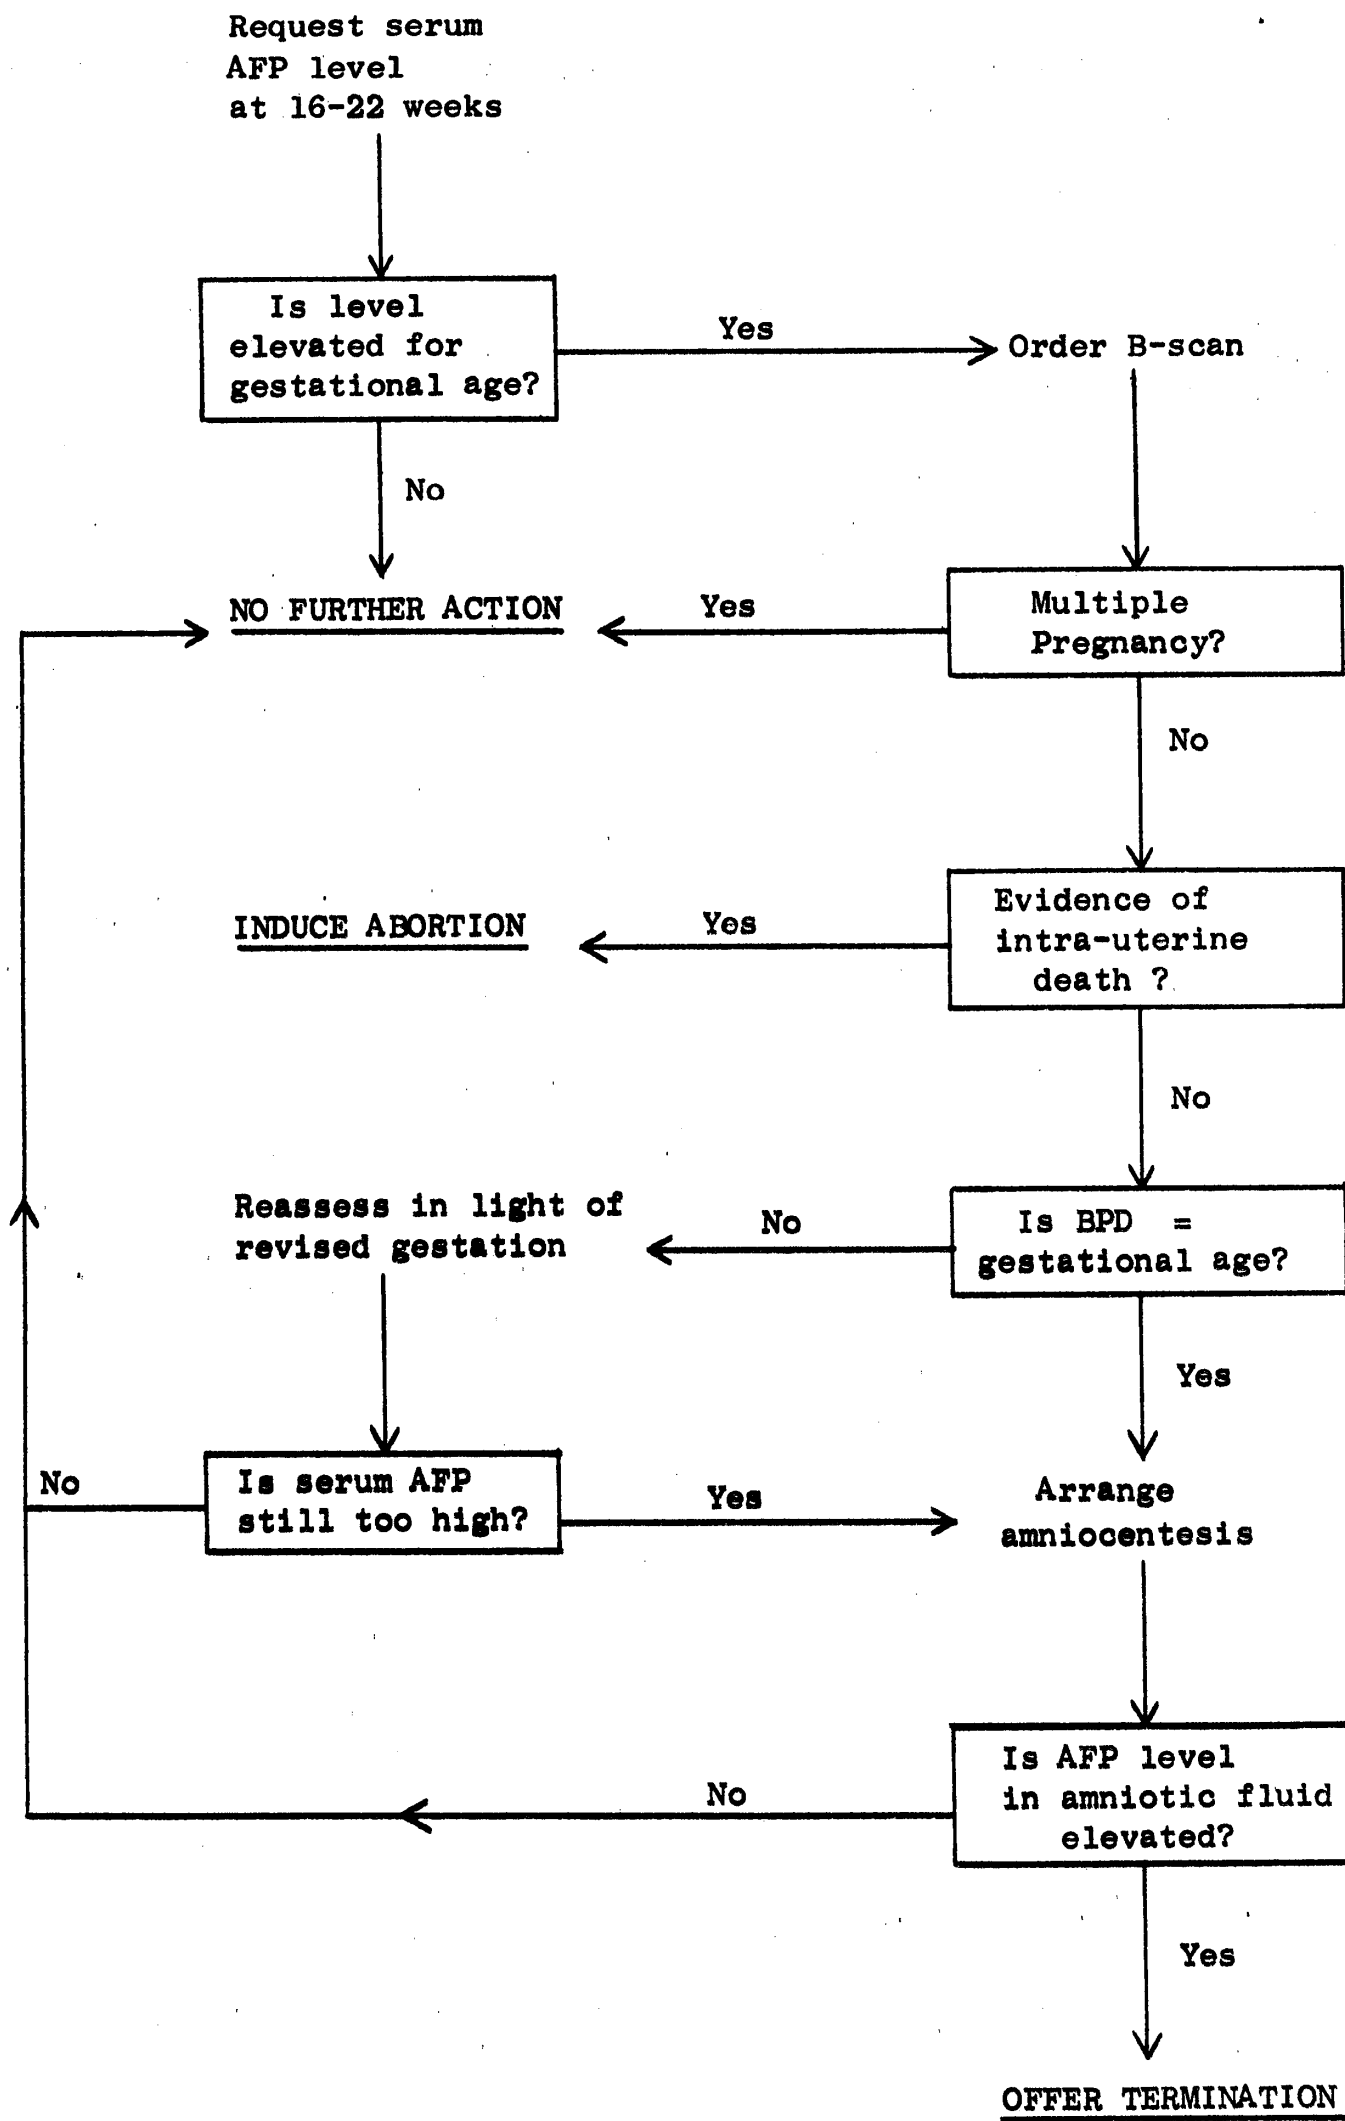 Request serum
AFP level
at 16-22 weeks
Is level
elevated for
gestational age?
Yes
Order B-scan
No
NO FURTHER ACTION
Yes
Multiple
Pregnancy?
No
INDUCE ABORTION
Yes
Evidence of
intra-uterine
death ?
No
Reassess in light of
revised gestation
No
Is BPD =
gestational age?
Yes
No
Is serum AFP
still too high?
Yes
Arrange
amniocentesis
No
Is AFP level
in amniotic fluid
elevated?
Yes
OFFER TERMINATION